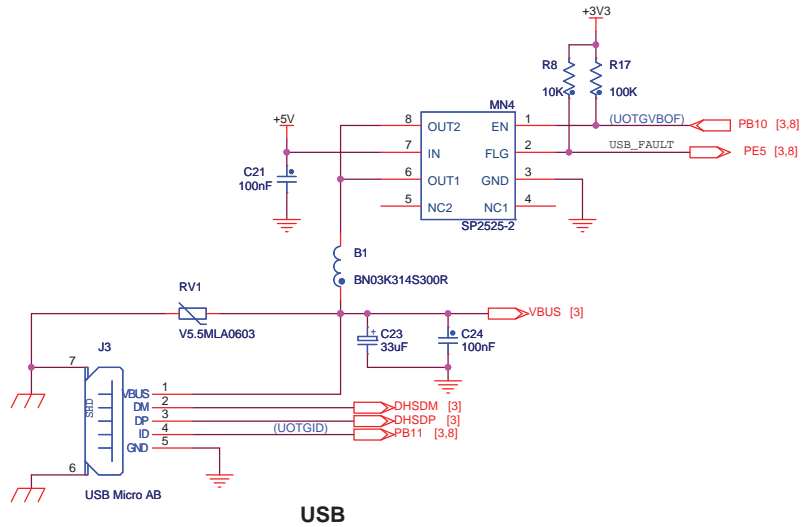 +3V3
R8 R17
10K 100K
MN4
+5V
8 OUT2 EN 1 (UOTGVBOF) PB10 [3,8]
7 IN FLG 2 USB_FAULT PE5 [3,8]
C21
100nF
6 OUT1 GND 3
5 NC2 NC1 4
SP2525-2
B1
BN03K314S300R
RV1
V5.5MLA0603
VBUS [3]
+
C23 C24
33uF 100nF
J3
7
SHD
VBUS 1
DM 2 DHSDM [3]
DP 3 DHSDP [3]
ID 4 (UOTGID) PB11 [3,8]
GND 5
6
USB Micro AB
USB